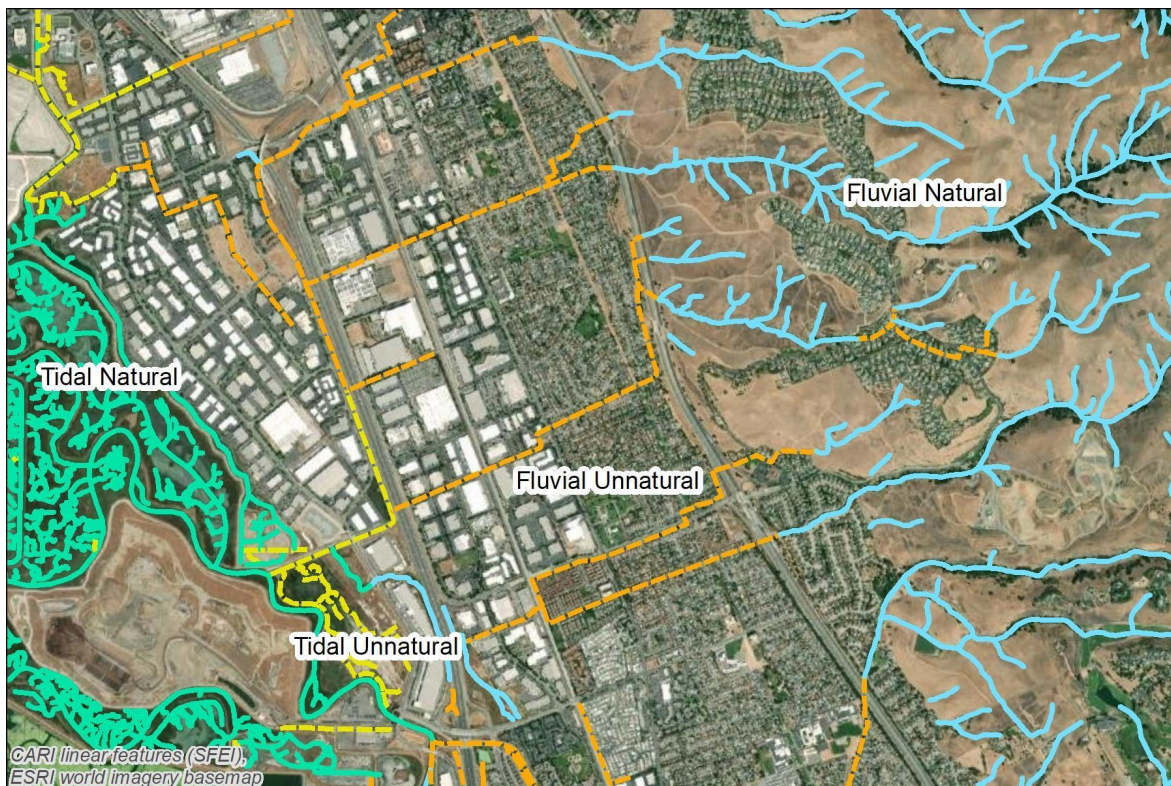 Fluvial Natural
Tidal Natural
Fluvial Unnatural
Tidal Unnatural
CARI linear features (SFEI),
ESRI world imagery basemap